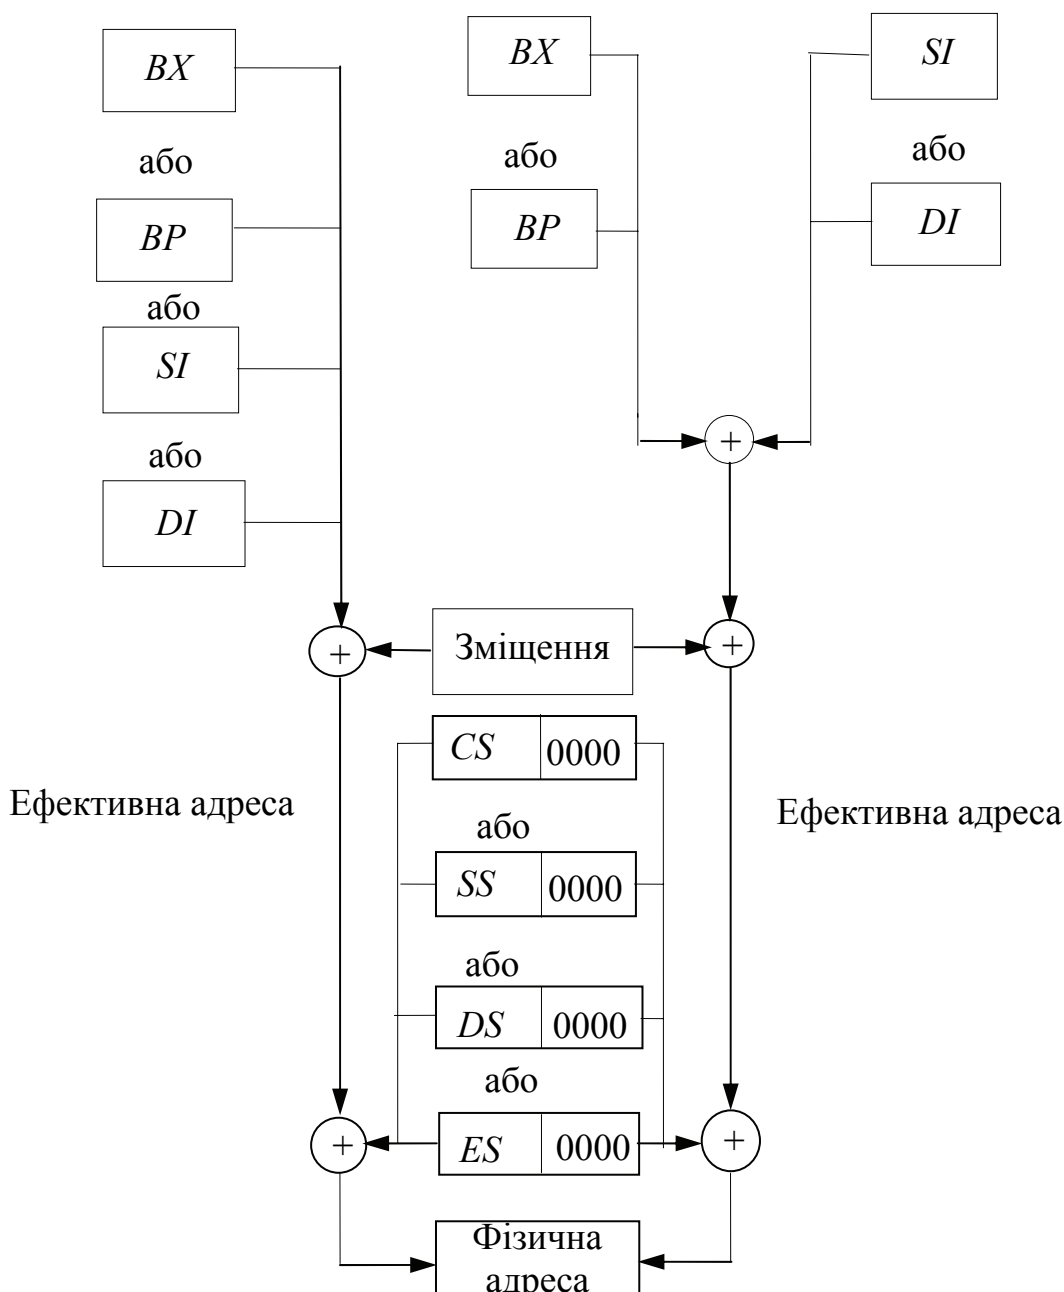 BX
або
BP
або
SI
або
DI
BX
або
BP
SI
або
DI
+
+
Зміщення
+
CS 0000
Ефективна адреса
або
Ефективна адреса
SS 0000
або
DS 0000
або
+
ES 0000
+
Фізична
адреса